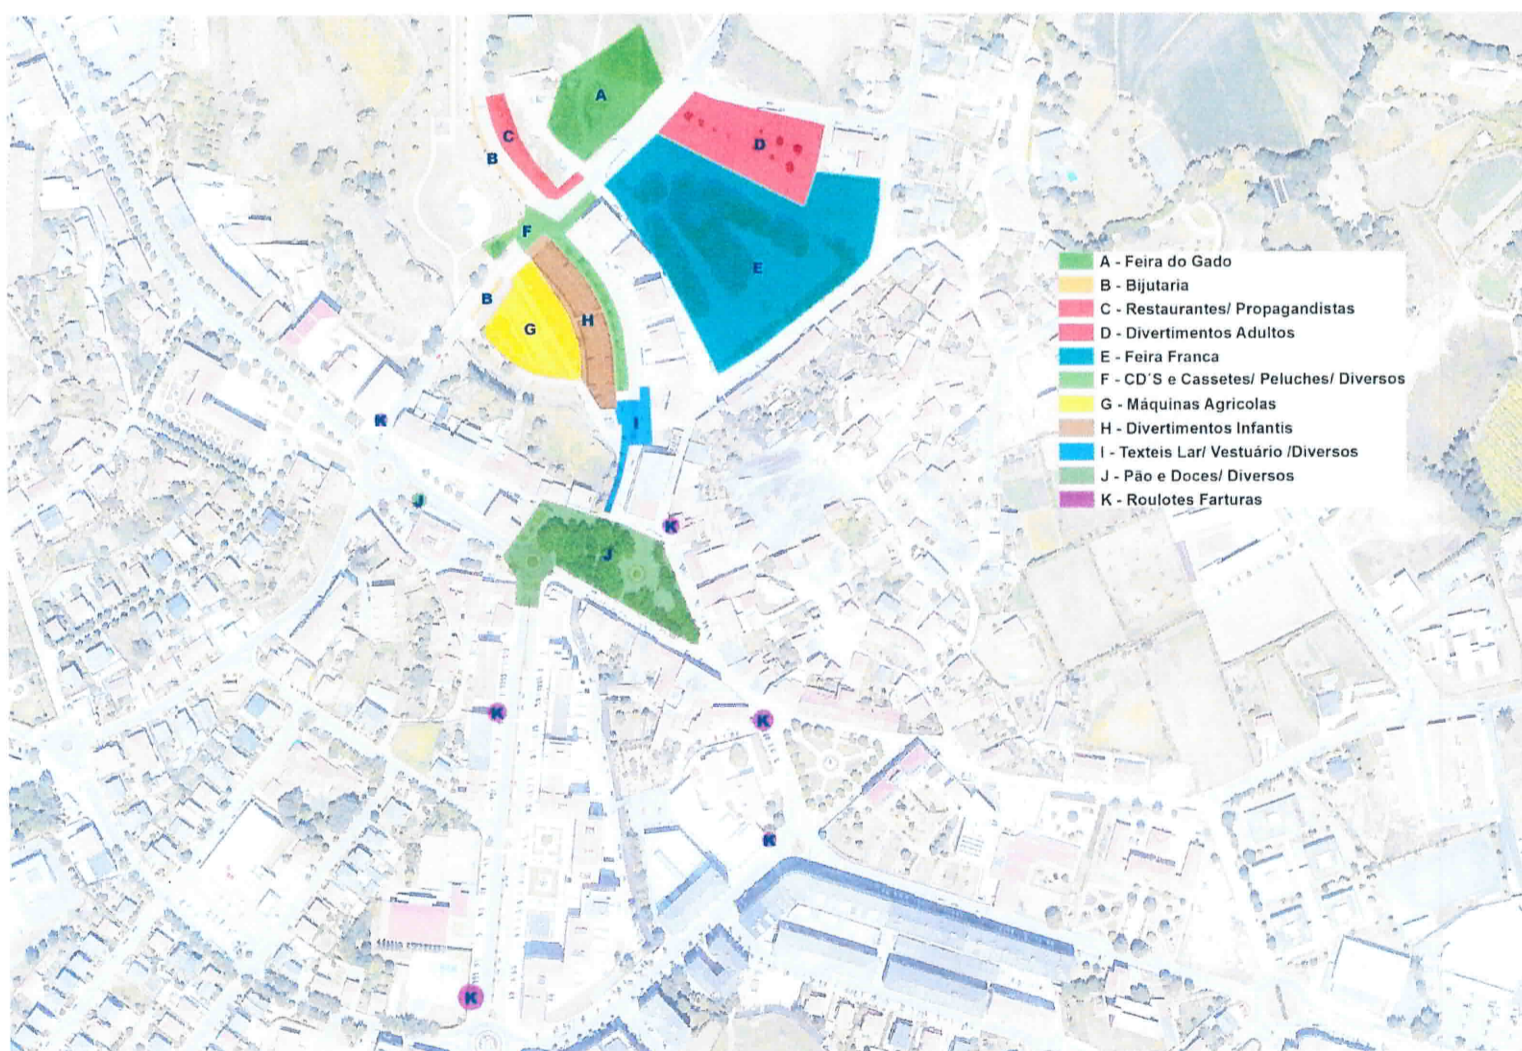 A
C
B
D
F
E
B
G
H
K
I
J
K
J
K
K
K
K
A - Feira do Gado
B - Bijutaria
C - Restaurantes/ Propagandistas
D - Divertimentos Adultos
E - Feira Franca
F - CD´S e Cassetes/ Peluches/ Diversos
G - Máquinas Agricolas
H - Divertimentos Infantis
I - Texteis Lar/ Vestuário /Diversos
J - Pão e Doces/ Diversos
K - Roulotes Farturas